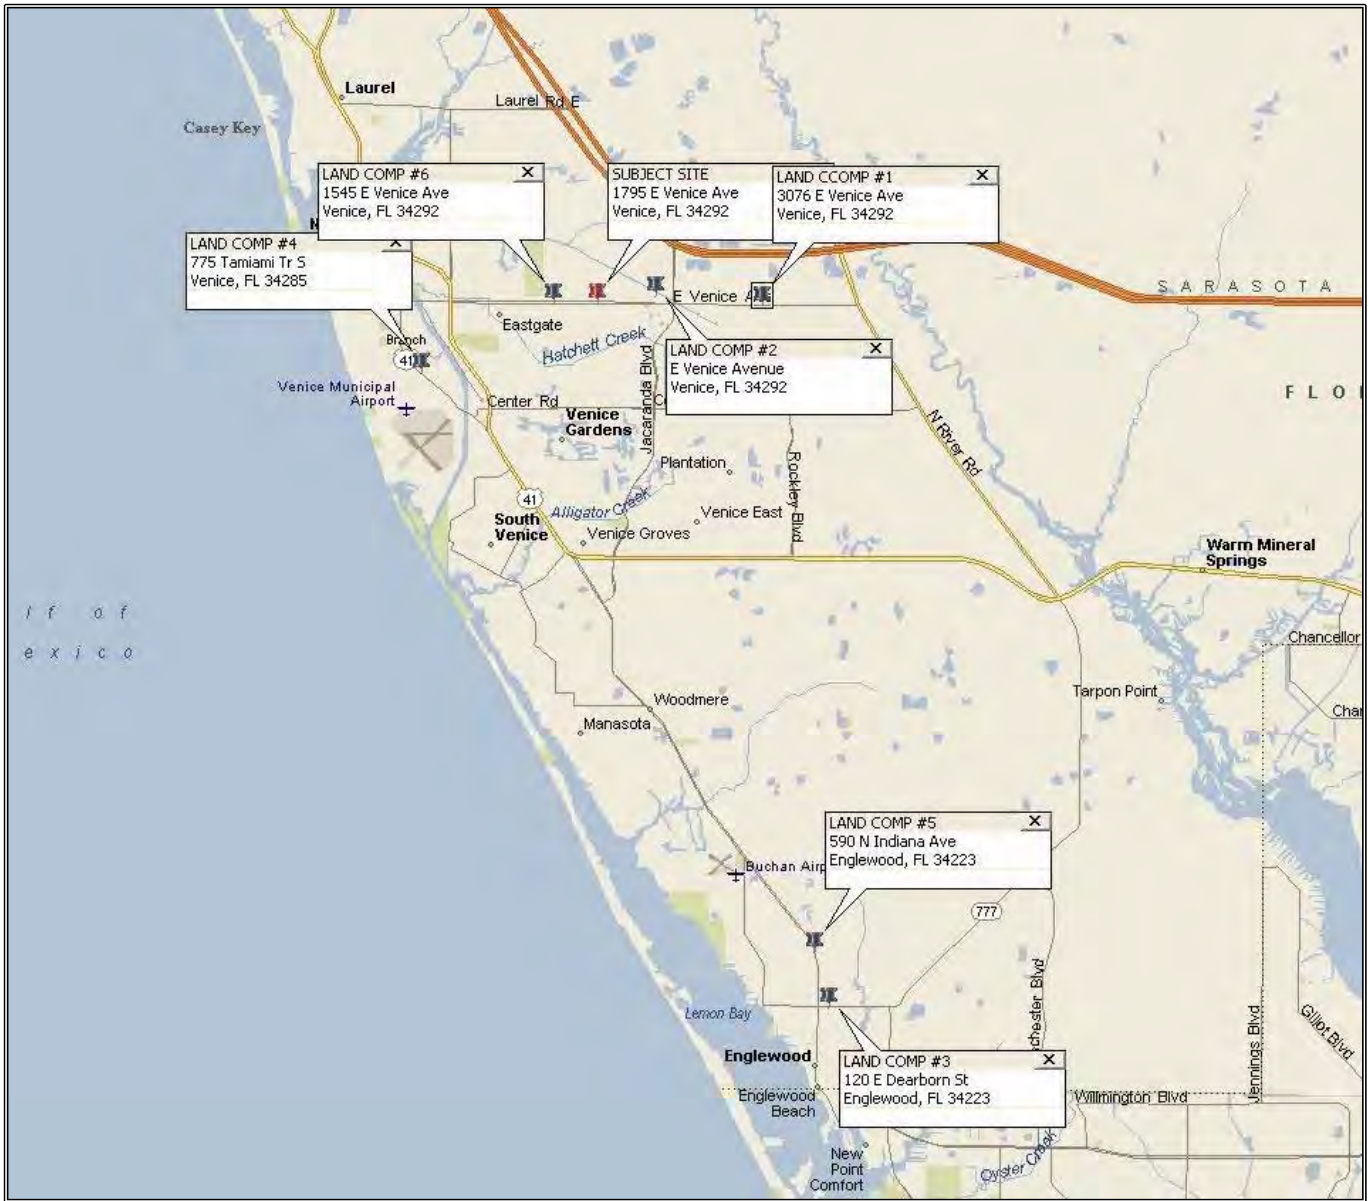 Laurel
Laurel Rd E
Casey Key
LAND COMP #6
1545 E Venice Ave
Venice, FL 34292
SUBJECT SITE
1795 E Venice Ave
Venice, FL 34292
LAND CCOMP #1
3076 E Venice Ave
Venice, FL 34292
N
LAND COMP #4
775 Tamiami Tr S
Venice, FL 34285
SARASOTA
E Venice A
Eastgate
Hatchett Creek
Branch
41
LAND COMP #2
E Venice Avenue
Venice, FL 34292
Venice Municipal
Airport
FLO
Center Rd
C
Jacaranda Blvd
Venice
Gardens
N River Rd
Plantation
Rockley Blvd
41
Alligator Creek
Venice East
South
Venice
Venice Groves
Warm Mineral
Springs
lf of
exico
Chancellor
Tarpon Point
Woodmere
Manasota
Char
LAND COMP #5
590 N Indiana Ave
Englewood, FL 34223
Buchan Airp
777
chester Blvd
Lemon Bay
Jennings Blvd
Gillot Blvd
Englewood
LAND COMP #3
120 E Dearborn St
Englewood, FL 34223
Englewood
Beach
Willmington Blvd
New
Point
Comfort
Oyster Creek